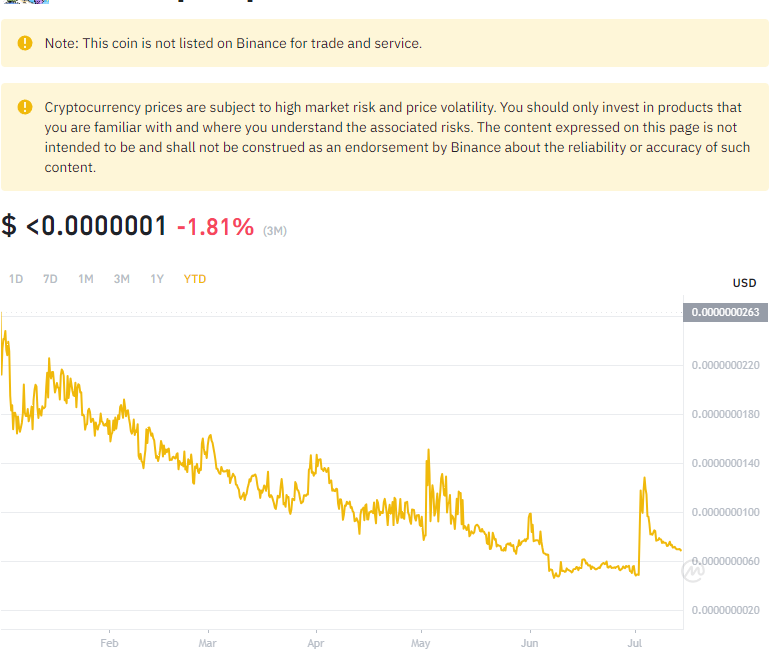 Note: This coin is not listed on Binance for trade and service.
Cryptocurrency prices are subject to high market risk and price volatility. You should only invest in products that
you are familiar with and where you understand the associated risks. The content expressed on this page is not
intended to be and shall not be construed as an endorsement by Binance about the reliability or accuracy of such
content.
$ <0.0000001 -1.81% (3M)
1D 7D 1M 3M 1Y YTD
USD
0.0000000263
0.0000000220
0.0000000180
0.0000000140
0.0000000100
0.0000000060
0.0000000020
Feb Mar Apr May Jun Jul